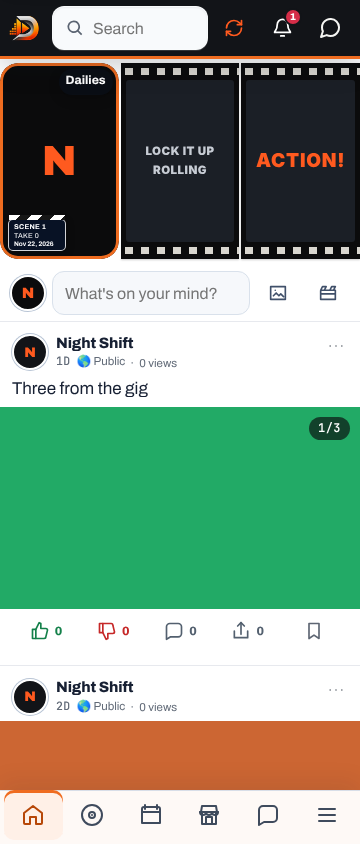 Search
1
Dailies
N
SCENE 1
TAKE 0
Nov 22, 2026
LOCK IT UP
ROLLING
ACTION!
N
What's on your mind?
N
Night Shift
1D 🌎 Public · 0 views
Three from the gig
1/3
0
0
0
0
N
Night Shift
2D 🌎 Public · 0 views